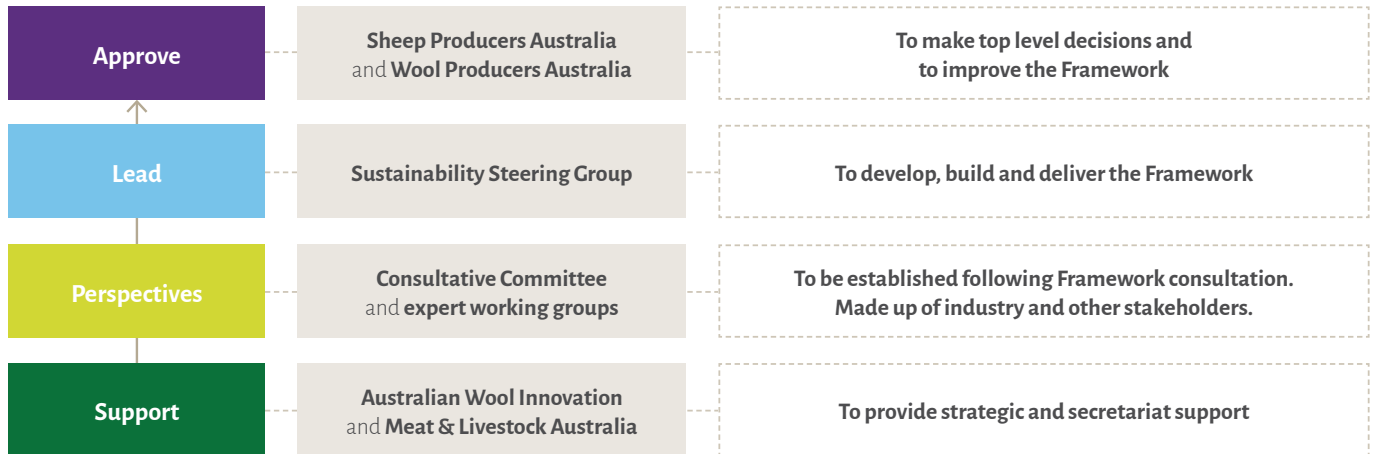 Approve
Sheep Producers Australia
and Wool Producers Australia
To make top level decisions and
to improve the Framework
Lead
Sustainability Steering Group
To develop, build and deliver the Framework
Perspectives
Consultative Committee
and expert working groups
To be established following Framework consultation.
Made up of industry and other stakeholders.
Support
Australian Wool Innovation
and Meat & Livestock Australia
To provide strategic and secretariat support